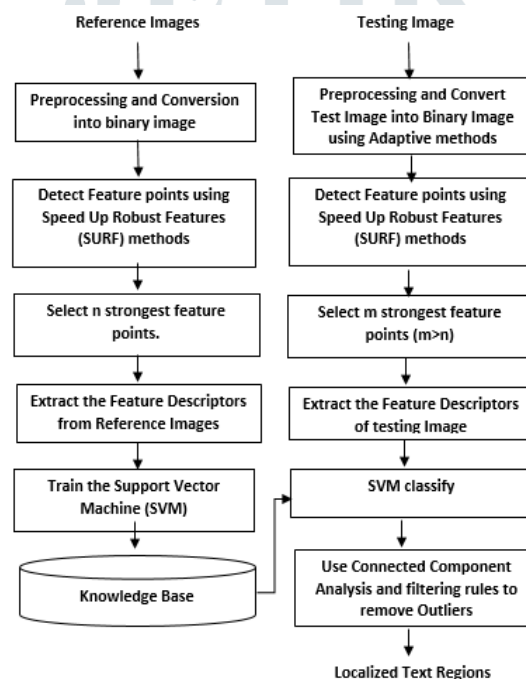 Reference Images
Preprocessing and Conversion
into binary image
Detect Feature points using
Speed Up Robust Features
(SURF) methods
Select n strongest feature
points.
Extract the Feature Descriptors
from Reference Images
Train the Support Vector
Machine (SVM)
Knowledge Base
Testing Image
Preprocessing and Convert
Test Image into Binary Image
using Adaptive methods
Detect Feature points using
Speed Up Robust Features
(SURF) methods
Select m strongest feature
points (m>n)
Extract the Feature Descriptors
of testing Image
SVM classify
Use Connected Component
Analysis and filtering rules to
remove Outliers
Localized Text Regions